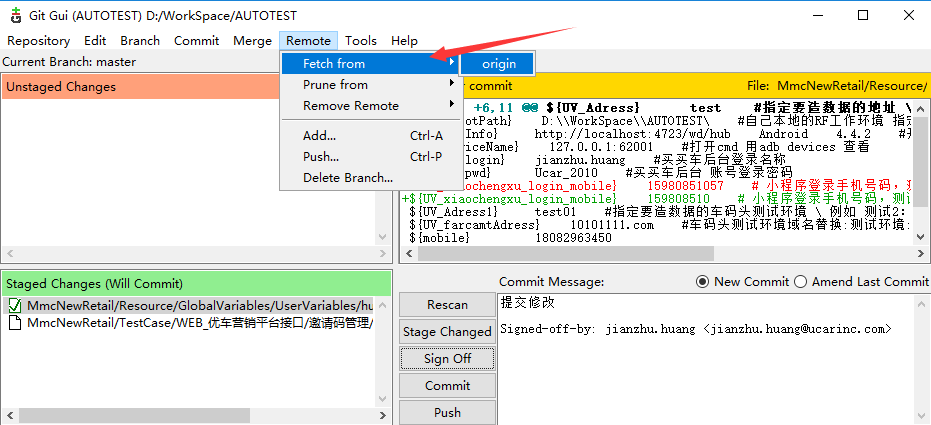 Git Gui (AUTOTEST) D:/WorkSpace/AUTOTEST
Repository Edit Branch Commit Merge Remote Tools Help
Current Branch: master
Fetch from
origin
Prune from
Remove Remote
Add... Ctrl-A
Push... Ctrl-P
Delete Branch...
Unstaged Changes
commit File: MmcNewRetail/Resource/
+6,11 @@ ${UV_Adress} test #指定要造数据的地址 \
otPath} D:\\WorkSpace\\AUTOTEST\ #自己本地的RF工作环境 指定
Info} http://localhost:4723/wd/hub Android 4.4.2
viceName} 127.0.0.1:62001 #打开cmd 用adb devices 查看
login} jianzhu.huang #买买车后台登录名称
pwd} Ucar_2010 #买买车后台 账号登录密码
aochengxu_login_mobile} 15980851057 # 小程序登录手机号码，测
+${UV_xiaochengxu_login_mobile} 159808510 # 小程序登录手机号码，测
${UV_Adress1} test01 #指定要造数据的车码头测试环境 \ 例如 测试2:
${UV_farcamtAdress} 10101111.com #车码头测试环境域名替换:测试环境:
${mobile} 18082963450
Staged Changes (Will Commit)
MmcNewRetail/Resource/GlobalVariables/UserVariables/hu
MmcNewRetail/TestCase/WEB_优车营销平台接口/邀请码管理/
Rescan
Stage Changed
Sign Off
Commit
Push
Commit Message: New Commit Amend Last Commit
提交修改
Signed-off-by: jianzhu.huang <jianzhu.huang@ucarinc.com>